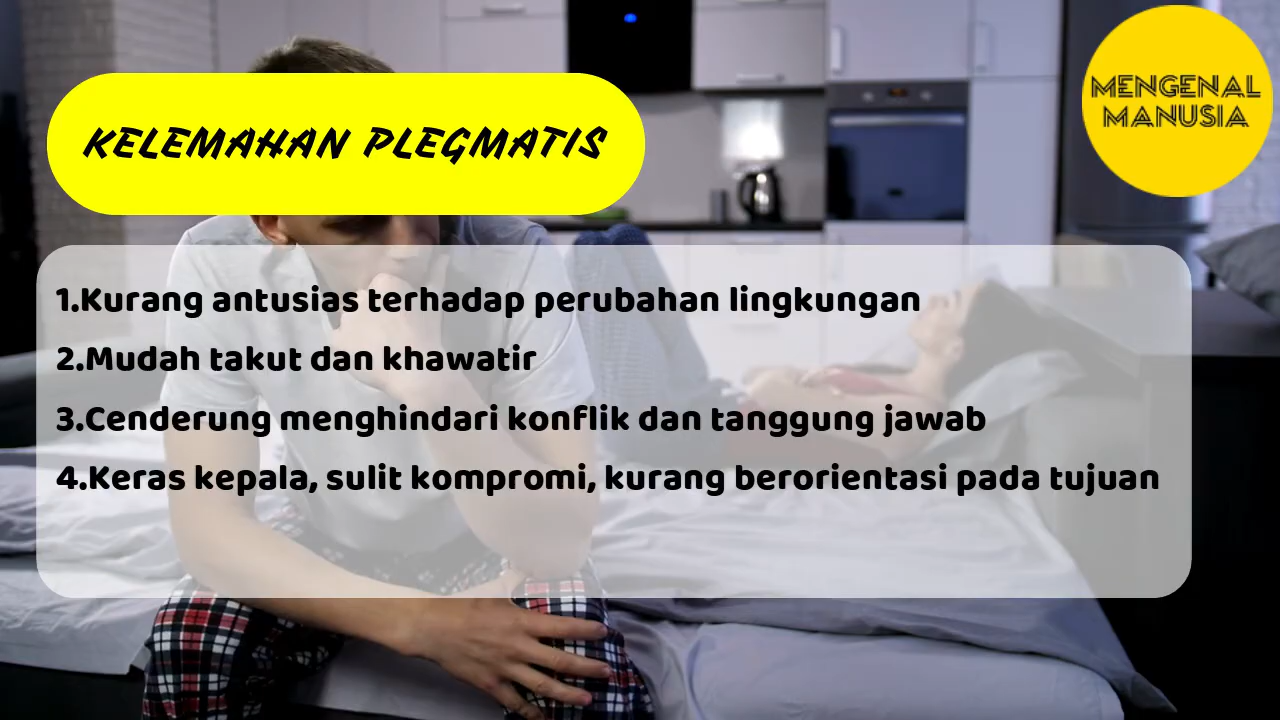 KELEMAHAN PLEGMATIS
MENGENAL
MANUSIA
1.Kurang antusias terhadap perubahan lingkungan
2.Mudah takut dan khawatir
3.Cenderung menghindari konflik dan tanggung jawab
4.Keras kepala, sulit kompromi, kurang berorientasi pada tujuan